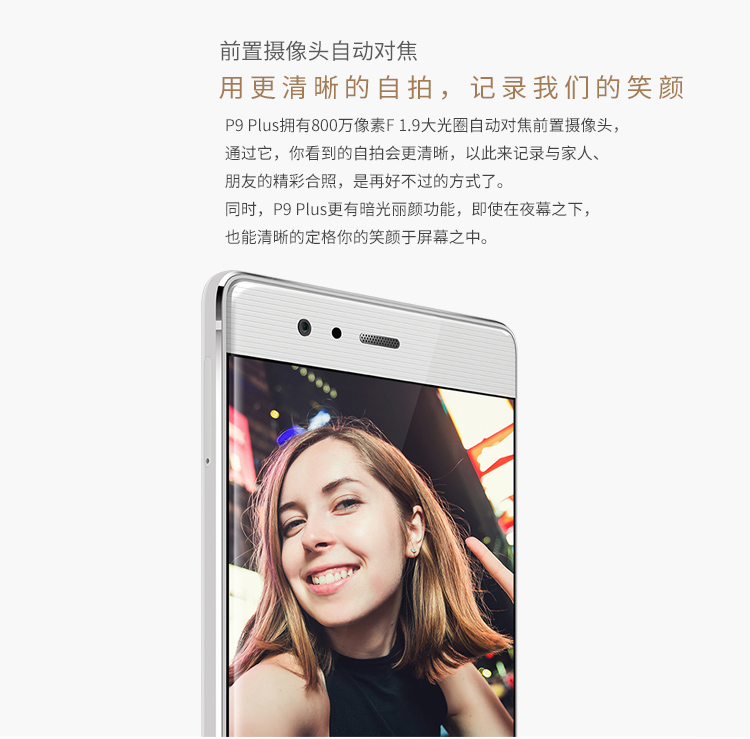 前置摄像头自动对焦
用更清晰的自拍，记录我们的笑颜
P9 Plus拥有800万像素F 1.9大光圈自动对焦前置摄像头，
通过它，你看到的自拍会更清晰，以此来记录与家人、
朋友的精彩合照，是再好不过的方式了。
同时，P9 Plus更有暗光丽颜功能，即使在夜幕之下，
也能清晰的定格你的笑颜于屏幕之中。